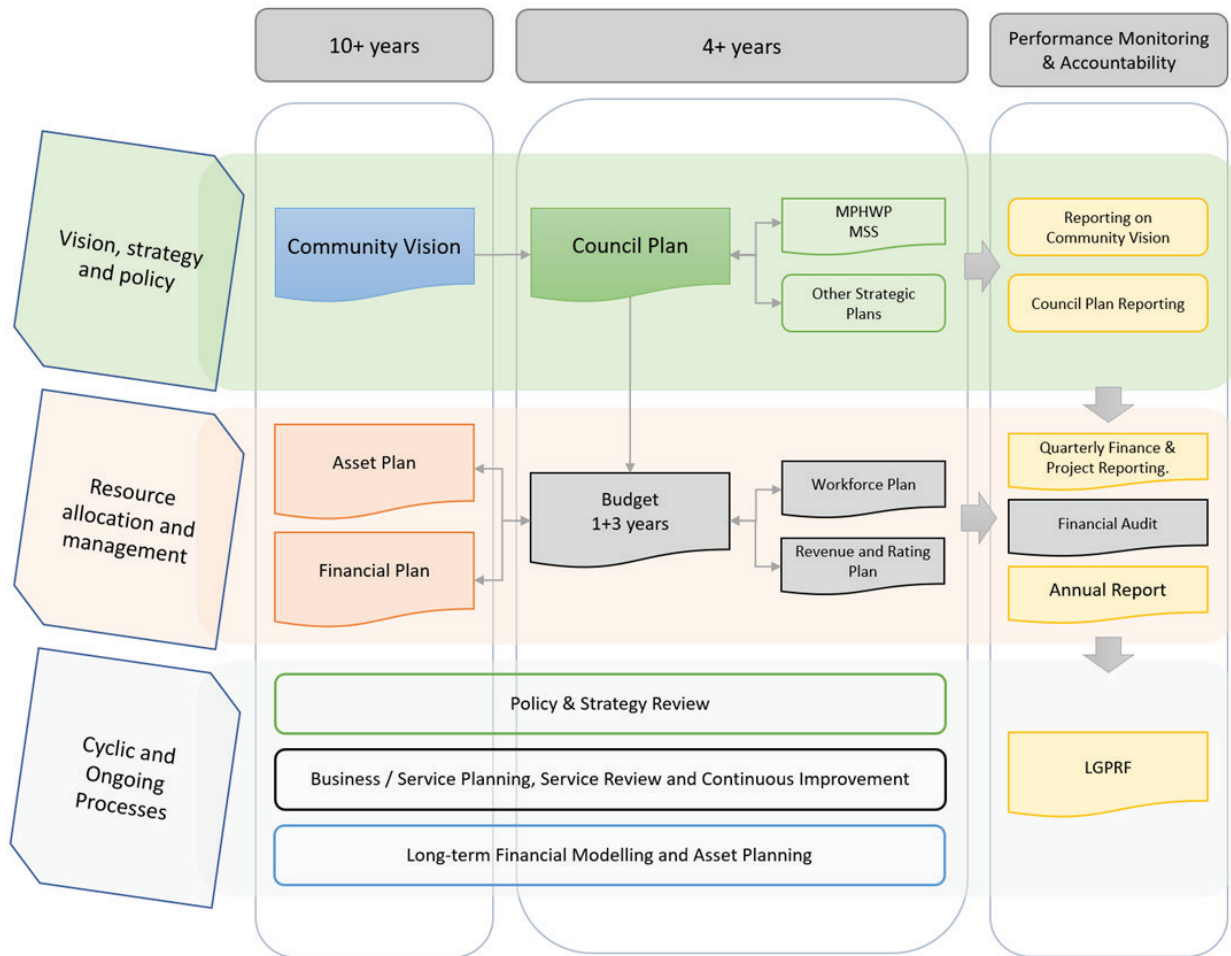 10+ years
4+ years
Performance Monitoring
& Accountability
Vision, strategy
and policy
Community Vision
Council Plan
MPHWP
MSS
Other Strategic
Plans
Reporting on
Community Vision
Council Plan Reporting
Resource
allocation and
management
Asset Plan
Financial Plan
Budget
1+3 years
Workforce Plan
Revenue and Rating
Plan
Quarterly Finance &
Project Reporting.
Financial Audit
Annual Report
Cyclic and
Ongoing
Processes
Policy & Strategy Review
Business / Service Planning, Service Review and Continuous Improvement
Long-term Financial Modelling and Asset Planning
LGPRF